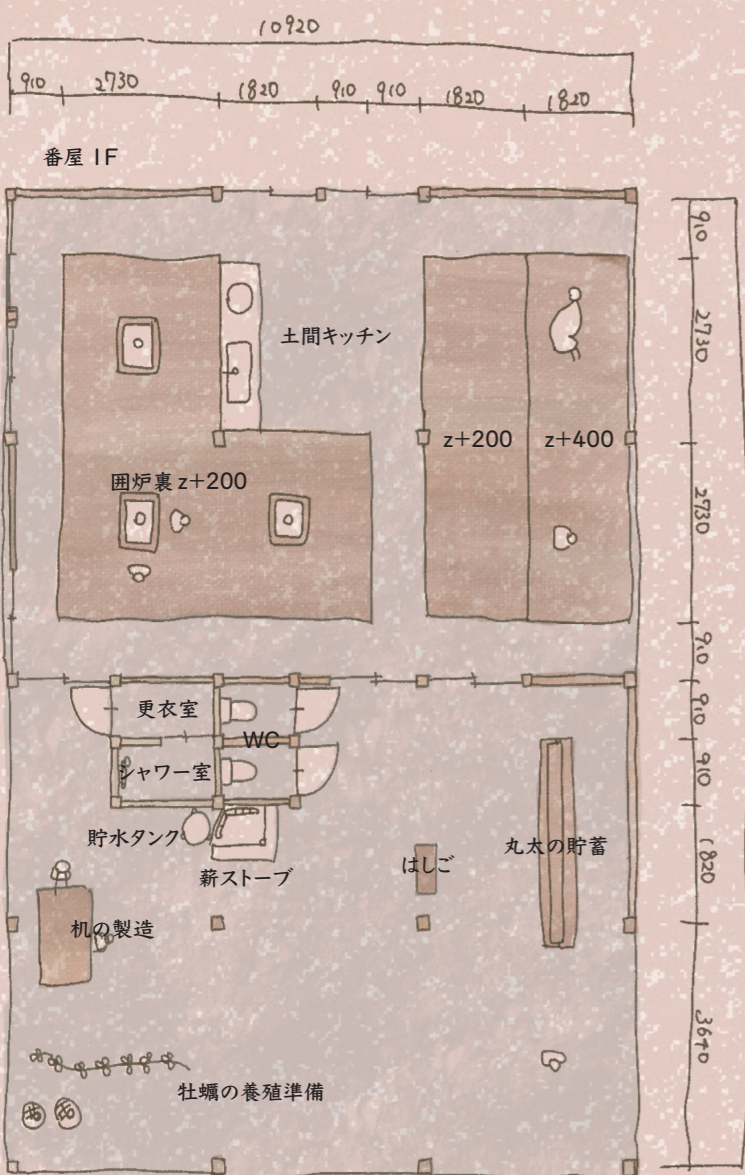 10920
910 2730 1820 910 910 1820 1820
番屋 1F
910
2730
2730
910
910
910
1820
3640
土間キッチン
z+200 z+400
囲炉裏 z+200
更衣室
WC
シャワー室
貯水タンク
薪ストーブ
はしご
丸太の貯蓄
机の製造
牡蠣の養殖準備